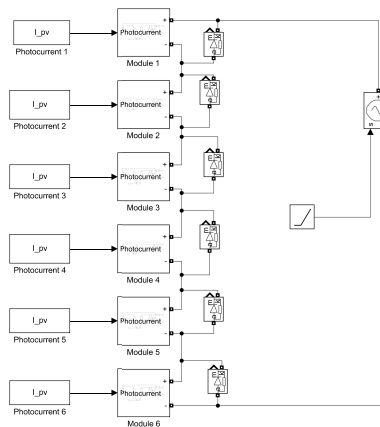 I_pv
Photocurrent 1
Photocurrent
+
-
Module 1
I_pv
Photocurrent 2
Photocurrent
+
-
Module 2
I_pv
Photocurrent 3
Photocurrent
+
-
Module 3
I_pv
Photocurrent 4
Photocurrent
+
-
Module 4
I_pv
Photocurrent 5
Photocurrent
+
-
Module 5
I_pv
Photocurrent 6
Photocurrent
+
-
Module 6
m
m
m
m
m
m
+
s